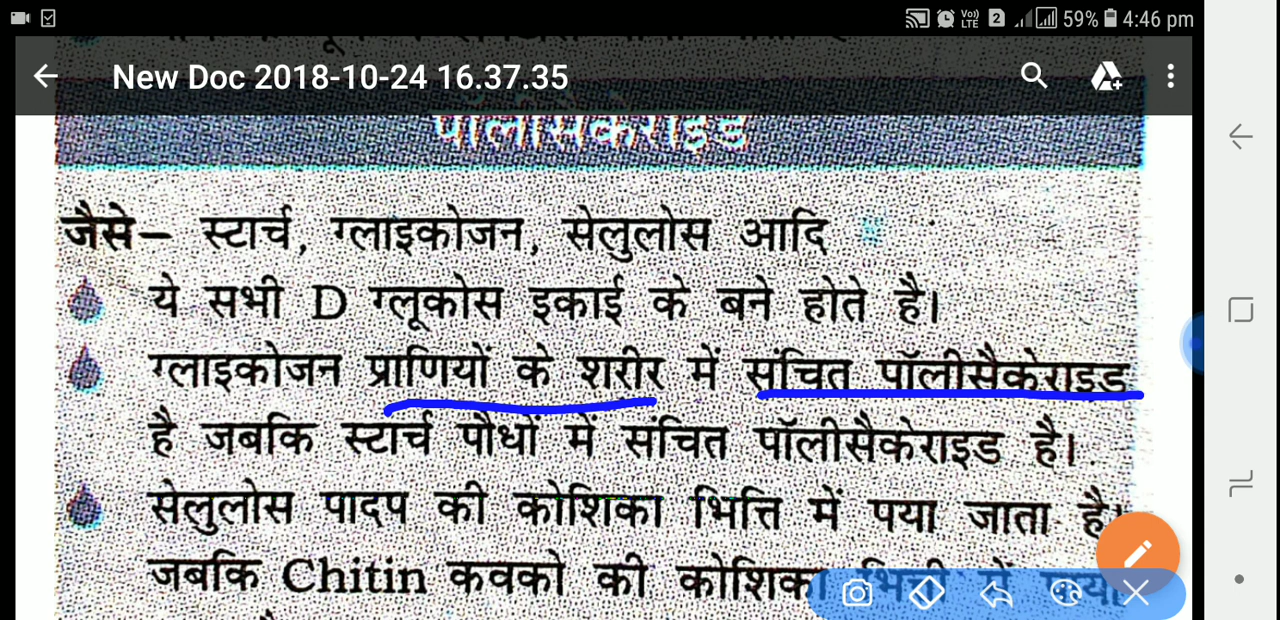 59% 4:46 pm
New Doc 2018-10-24 16.37.35
पॉलीसैकेराइड
जैसे– स्टार्च, ग्लाइकोजन, सेलुलोस आदि
ये सभी D ग्लूकोस इकाई के बने होते है।
ग्लाइकोजन प्राणियों के शरीर में संचित पॉलीसैकेराइड
है जबकि स्टार्च पौधों में संचित पॉलीसैकेराइड है।
सेलुलोस पादप की कोशिका भित्ति में पया जाता है।
जबकि Chitin कवको की कोशिका